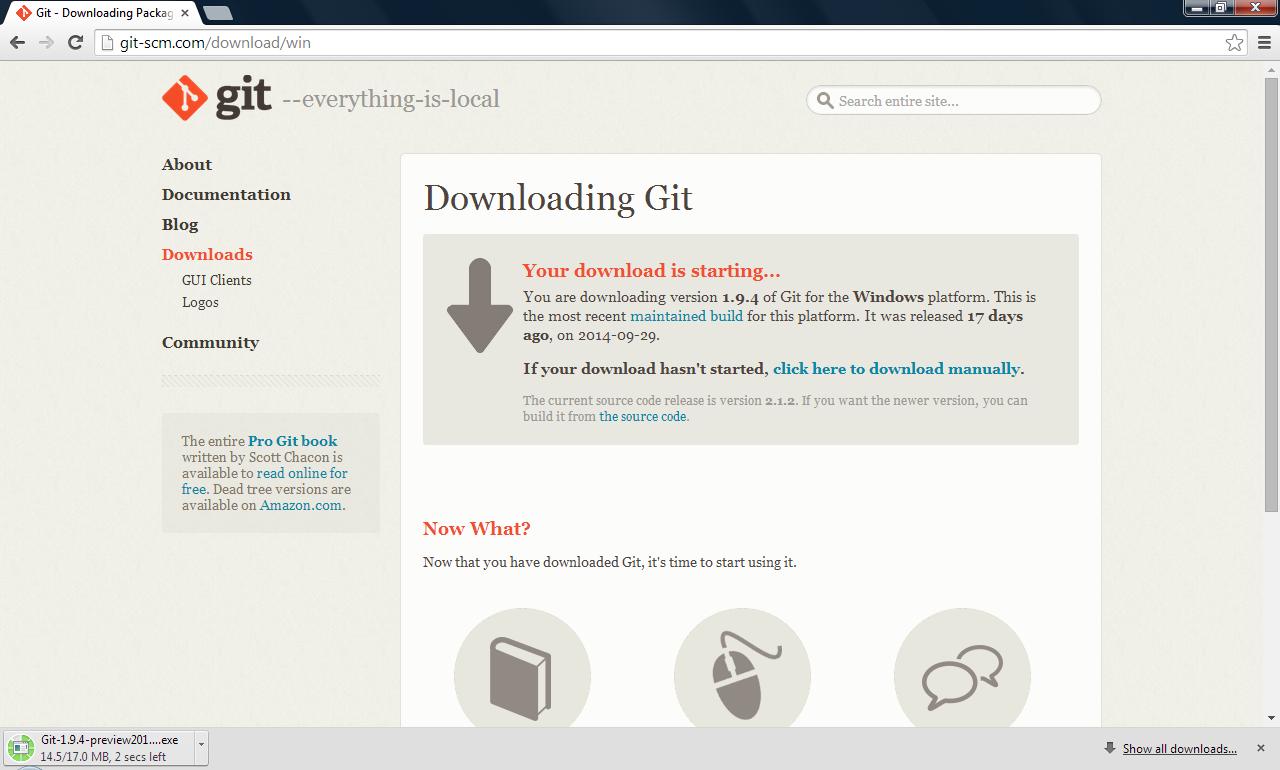 Git - Downloading Packag
git-scm.com/download/win
git --everything-is-local
Search entire site...
About
Documentation
Blog
Downloads
GUI Clients
Logos
Community
The entire Pro Git book
written by Scott Chacon is
available to read online for
free. Dead tree versions are
available on Amazon.com.
Downloading Git
Your download is starting...
You are downloading version 1.9.4 of Git for the Windows platform. This is
the most recent maintained build for this platform. It was released 17 days
ago, on 2014-09-29.
If your download hasn't started, click here to download manually.
The current source code release is version 2.1.2. If you want the newer version, you can
build it from the source code.
Now What?
Now that you have downloaded Git, it's time to start using it.
Git-1.9.4-preview201....exe
14.5/17.0 MB, 2 secs left
Show all downloads...